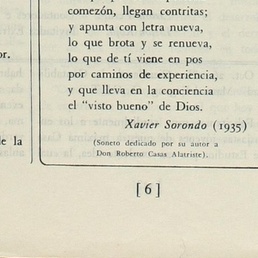 comezón, llegan contritas;
y apunta con letra nueva,
lo que brota y se renueva,
lo que de tí viene en pos
por caminos de experiencia,
y que lleva en la conciencia
el "visto bueno" de Dios.
Xavier Sorondo (1935)
(Soneto dedicado por su autor a
Don Roberto Casas Alatriste).
or.
e la
[6]